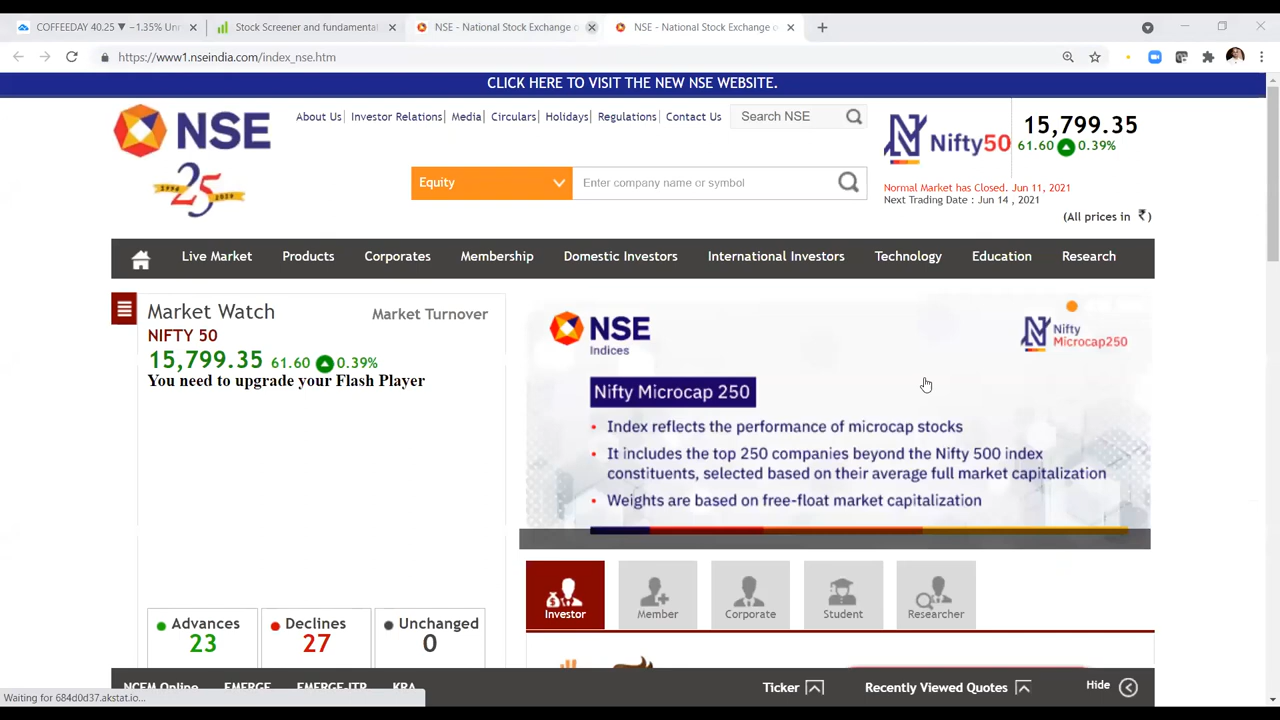 COFFEEDAY 40.25 ▼ −1.35% Unr
Stock Screener and fundamental
NSE - National Stock Exchange o
NSE - National Stock Exchange o
https://www1.nseindia.com/index_nse.htm
CLICK HERE TO VISIT THE NEW NSE WEBSITE.
NSE
About Us| Investor Relations| Media| Circulars| Holidays| Regulations| Contact Us
Search NSE
Nifty50
15,799.35
61.60 0.39%
25
Equity
Enter company name or symbol
Normal Market has Closed. Jun 11, 2021
Next Trading Date : Jun 14 , 2021
(All prices in ₹)
Live Market Products Corporates Membership Domestic Investors International Investors Technology Education Research
Market Watch
Market Turnover
NIFTY 50
15,799.35 61.60 0.39%
You need to upgrade your Flash Player
NSE
Indices
Nifty
Microcap250
Nifty Microcap 250
• Index reflects the performance of microcap stocks
• It includes the top 250 companies beyond the Nifty 500 index
constituents, selected based on their average full market capitalization
• Weights are based on free-float market capitalization
Investor Member Corporate Student Researcher
Advances Declines Unchanged
23 27 0
NCFM Online EMERGE EMERGE-ITP KRA
Ticker Recently Viewed Quotes Hide
Waiting for 684d0d37.akstat.io...